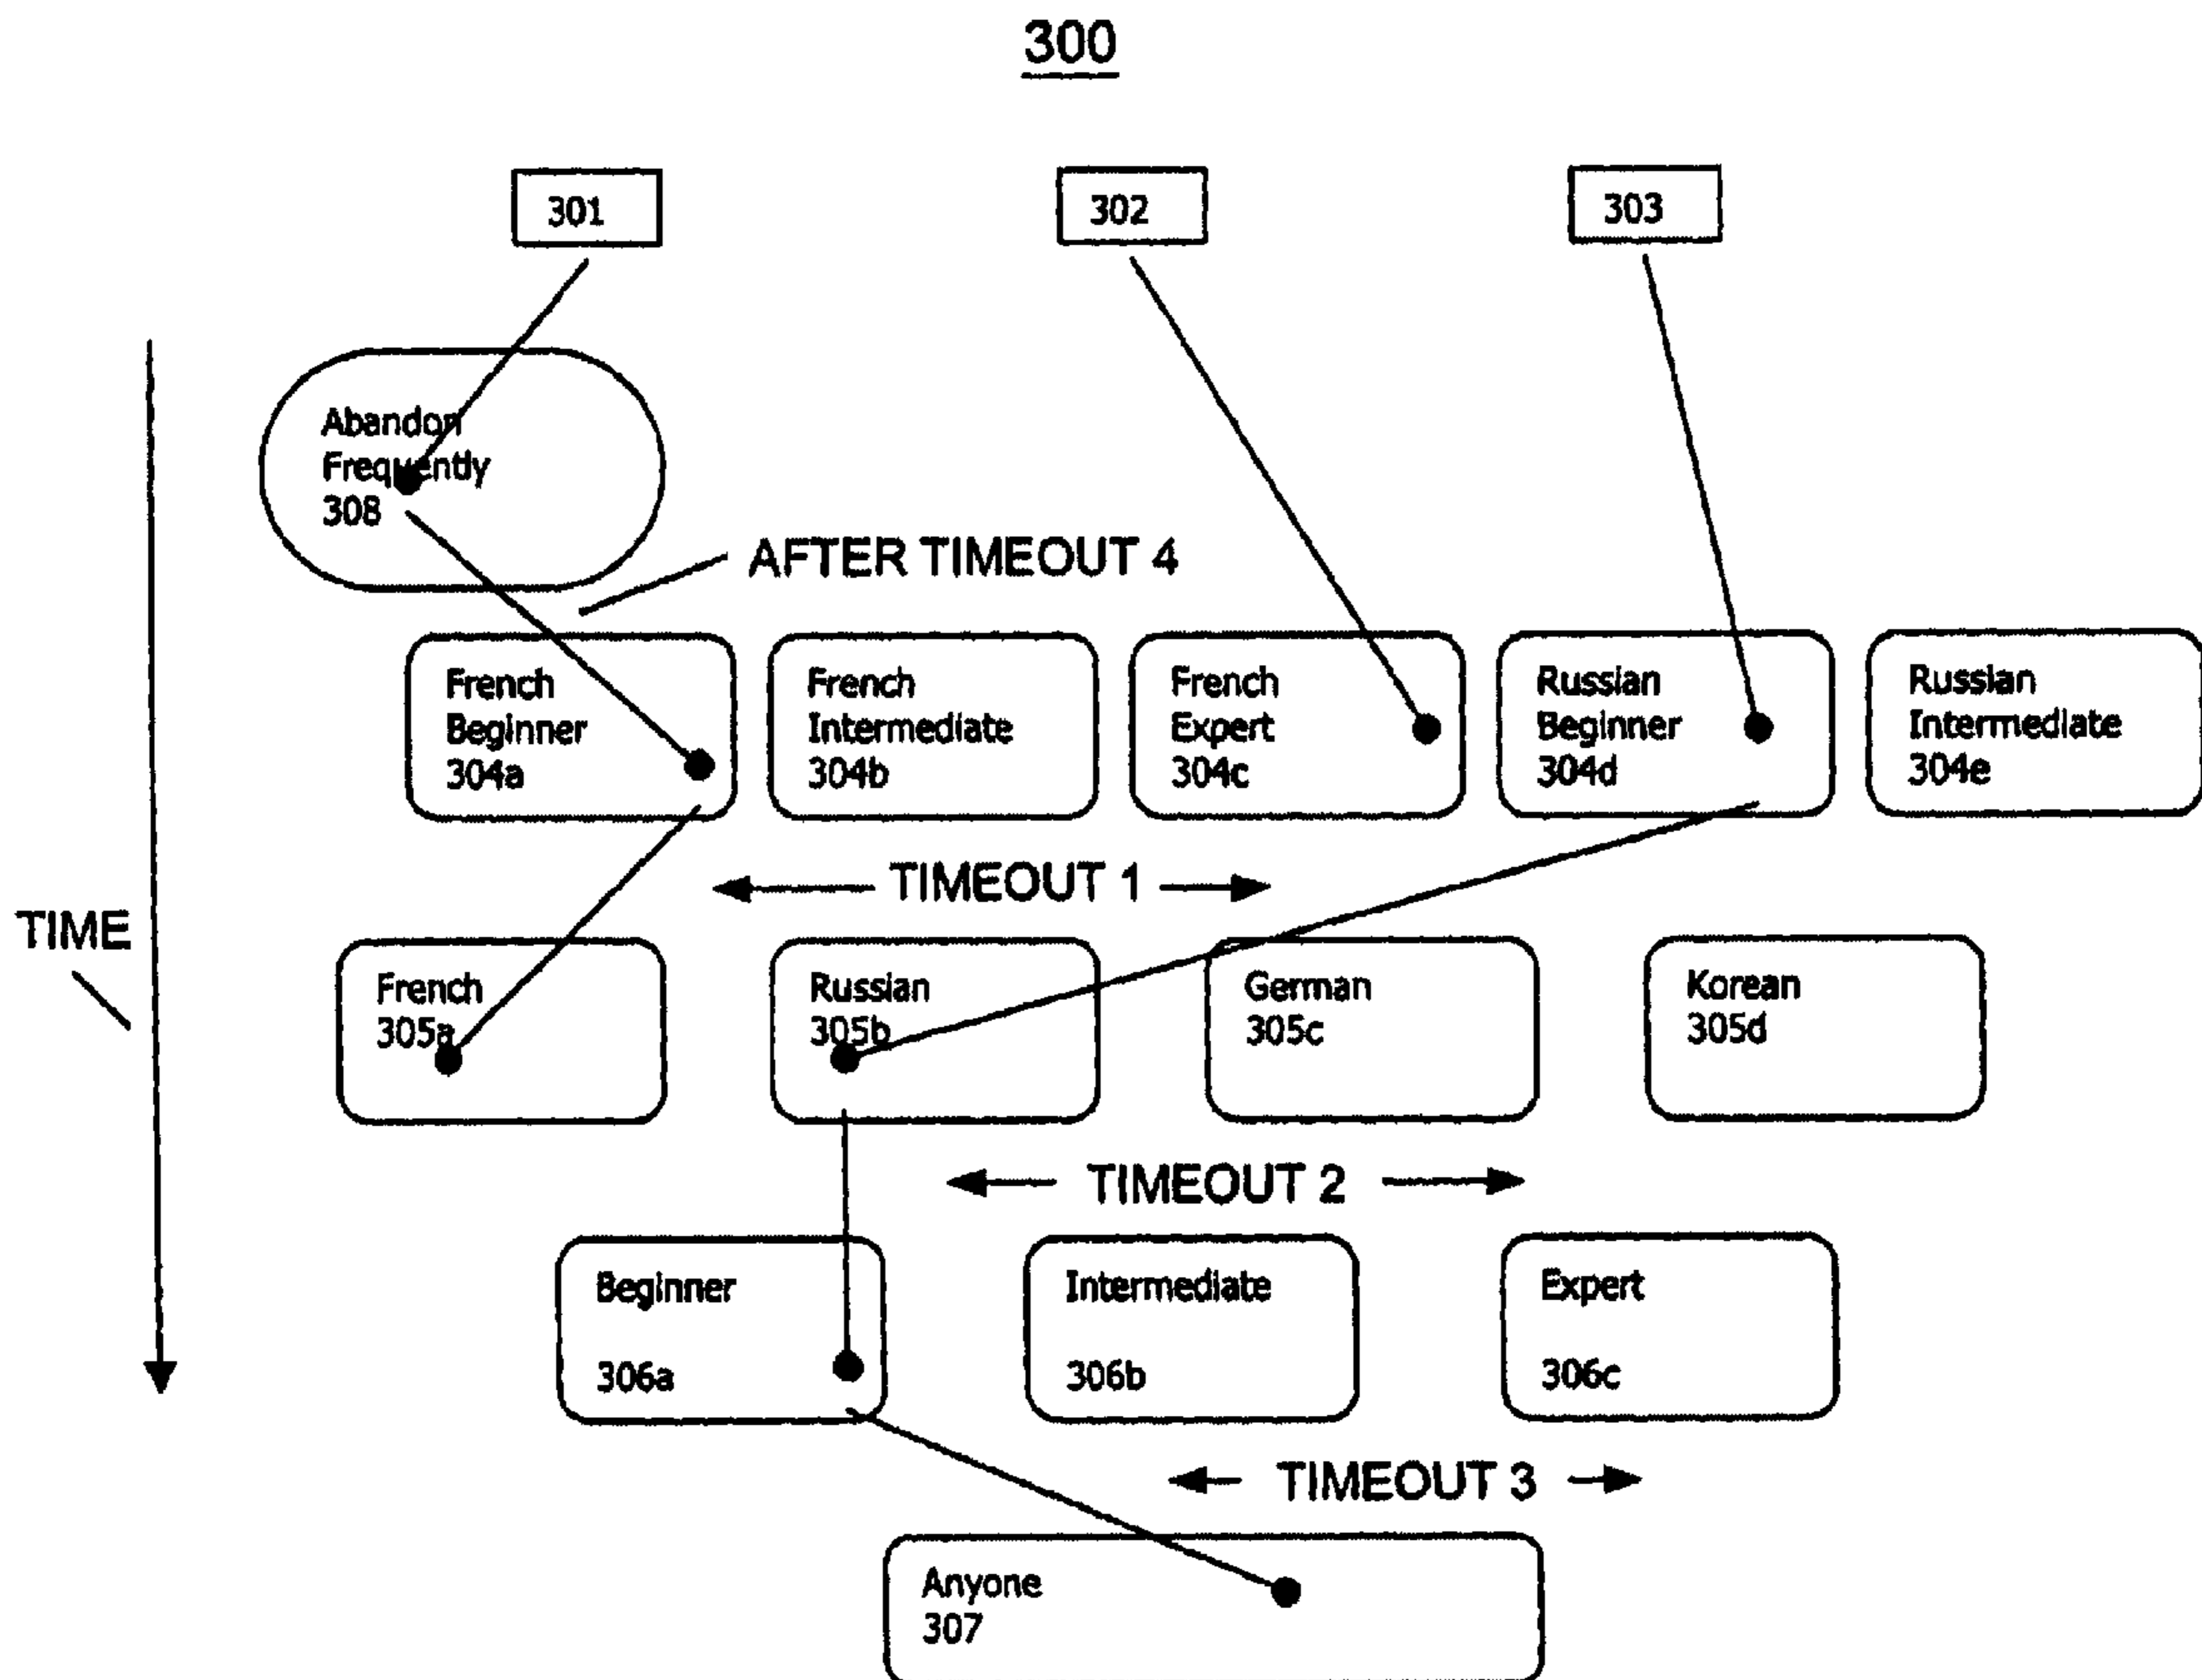 300
301
302
303
Abandon
Frequently
308
AFTER TIMEOUT 4
French
Beginner
304a
French
Intermediate
304b
French
Expert
304c
Russian
Beginner
304d
Russian
Intermediate
304e
TIMEOUT 1
TIME
French
305a
Russian
305b
German
305c
Korean
305d
TIMEOUT 2
Beginner
306a
Intermediate
306b
Expert
306c
TIMEOUT 3
Anyone
307